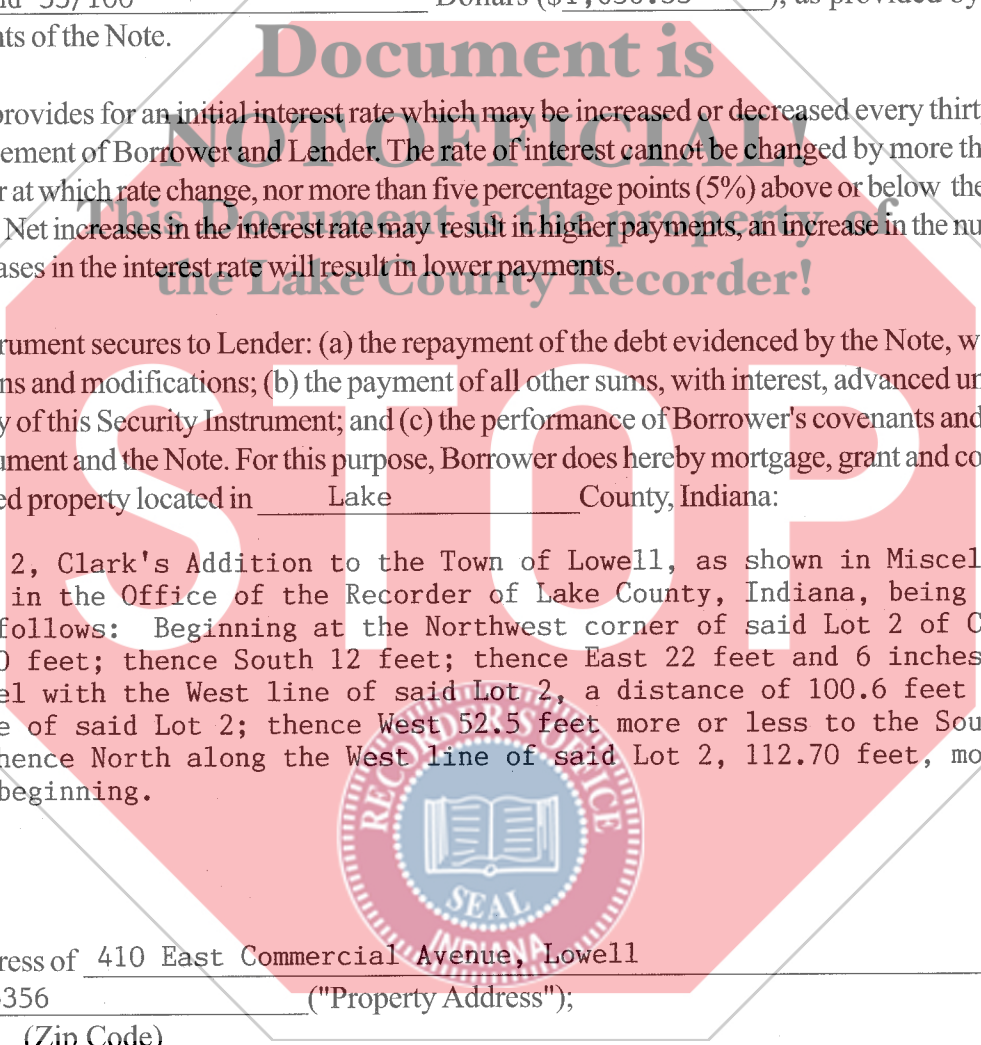 Dollars
), as provided by
nts of the Note.
Document is
NOT OFFICIAL!
This Document is the property of
the Lake County Recorder!
rovides for an initial interest rate which may be increased or decreased every thirt
ement of Borrower and Lender. The rate of interest cannot be changed by more th
r at which rate change, nor more than five percentage points (5%) above or below the
Net increases in the interest rate may result in higher payments, an increase in the nu
ases in the interest rate will result in lower payments.
rument secures to Lender: (a) the repayment of the debt evidenced by the Note, w
ns and modifications; (b) the payment of all other sums, with interest, advanced un
y of this Security Instrument; and (c) the performance of Borrower's covenants and
ument and the Note. For this purpose, Borrower does hereby mortgage, grant and co
ed property located in Lake County, Indiana:
STOP
2, Clark's Addition to the Town of Lowell, as shown in Miscel
in the Office of the Recorder of Lake County, Indiana, being
follows: Beginning at the Northwest corner of said Lot 2 of C
0 feet; thence South 12 feet; thence East 22 feet and 6 inches
el with the West line of said Lot 2, a distance of 100.6 feet
e of said Lot 2; thence West 52.5 feet more or less to the Sou
hence North along the West line of said Lot 2, 112.70 feet, mo
beginning.
RECORDER'S OFFICE
SEAL
INDIANA
ress of 410 East Commercial Avenue, Lowell
356 ("Property Address");
(Zip Code)